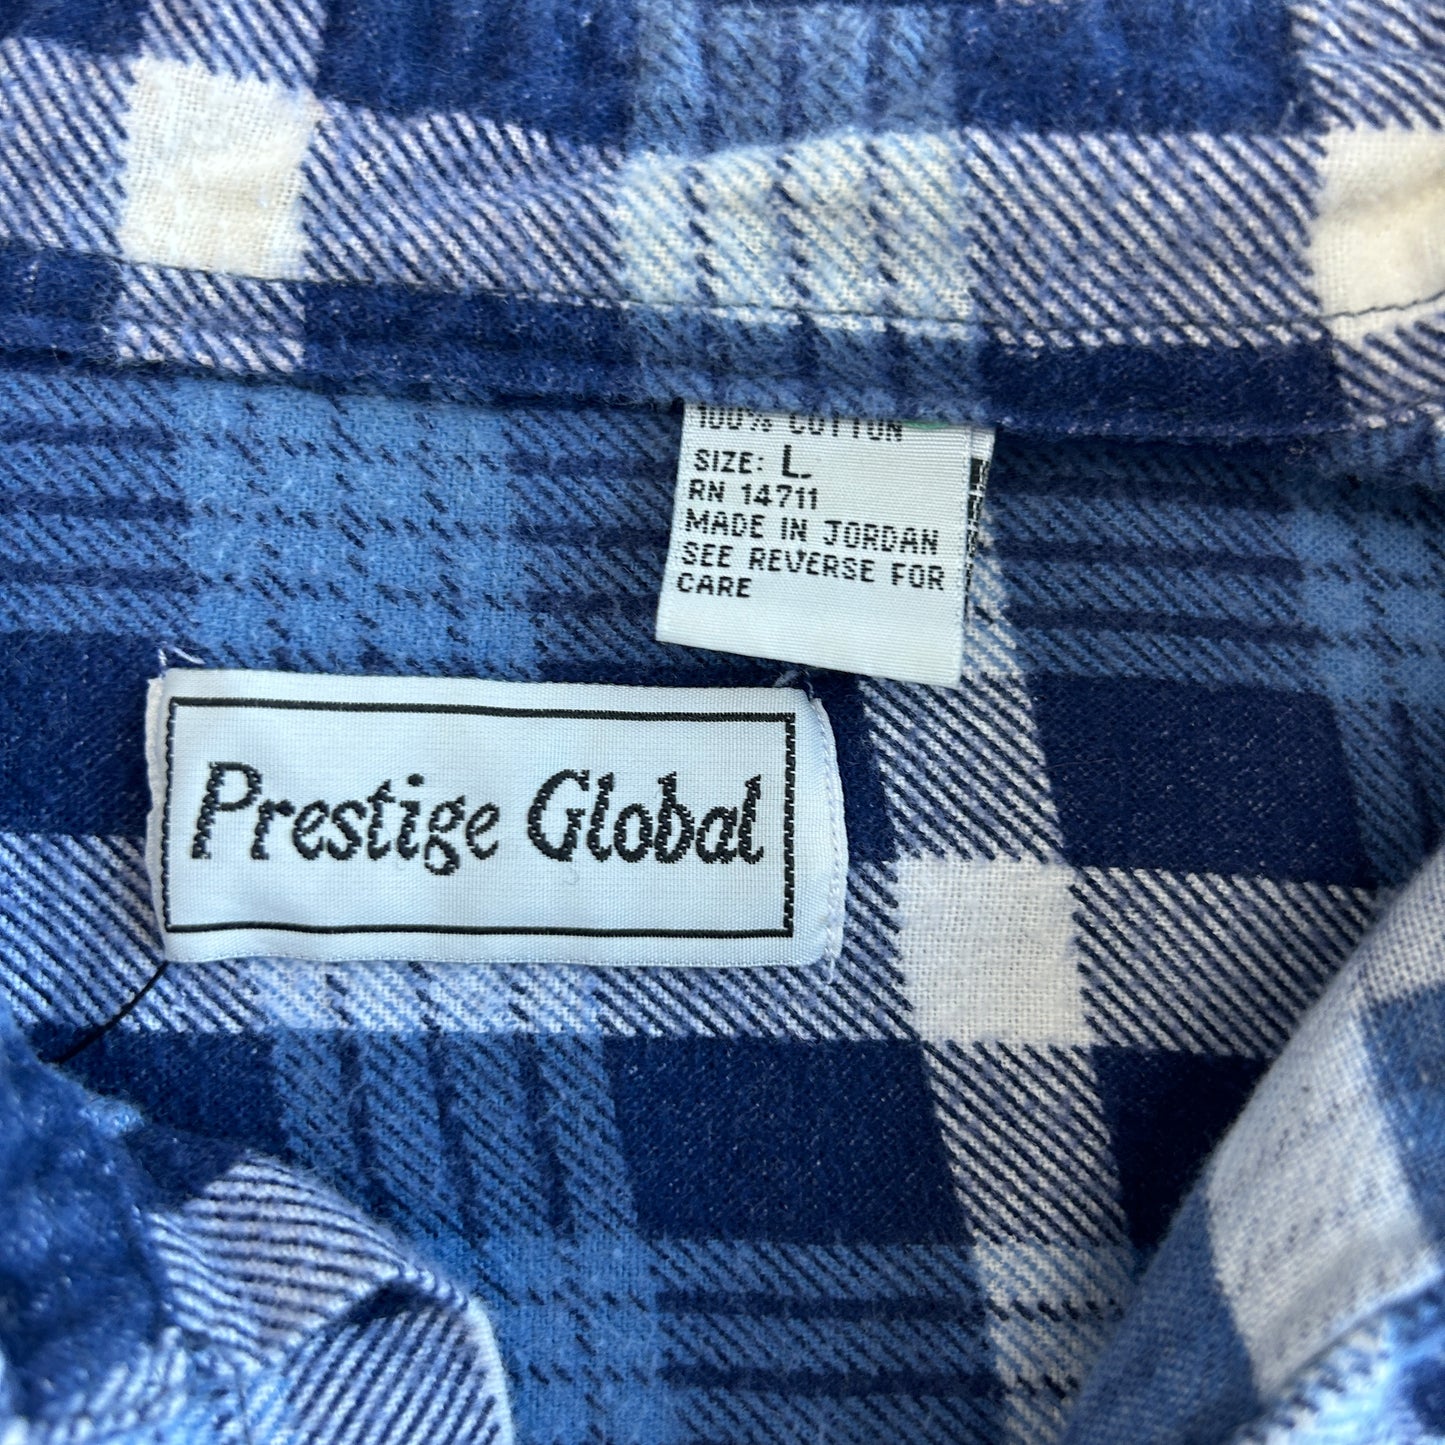 100% COTTON
SIZE: L
RN 14711
MADE IN JORDAN
SEE REVERSE FOR
CARE
Prestige Global